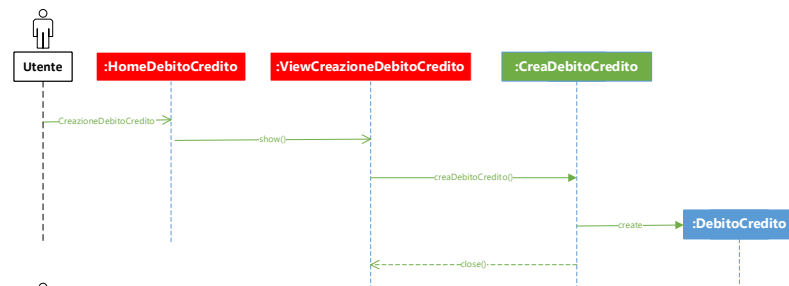 Utente
:HomeDebitoCredito
:ViewCreazioneDebitoCredito
:CreaDebitoCredito
CreazioneDebitoCredito
show()
creaDebitoCredito()
create
:DebitoCredito
close()